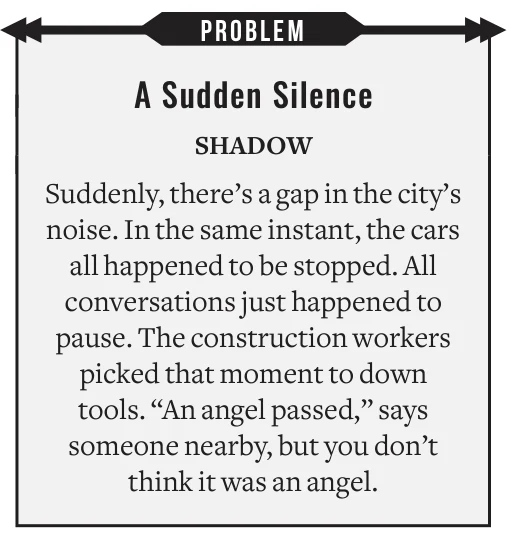 PROBLEM
A Sudden Silence
SHADOW
Suddenly, there’s a gap in the city’s
noise. In the same instant, the cars
all happened to be stopped. All
conversations just happened to
pause. The construction workers
picked that moment to down
tools. “An angel passed,” says
someone nearby, but you don’t
think it was an angel.